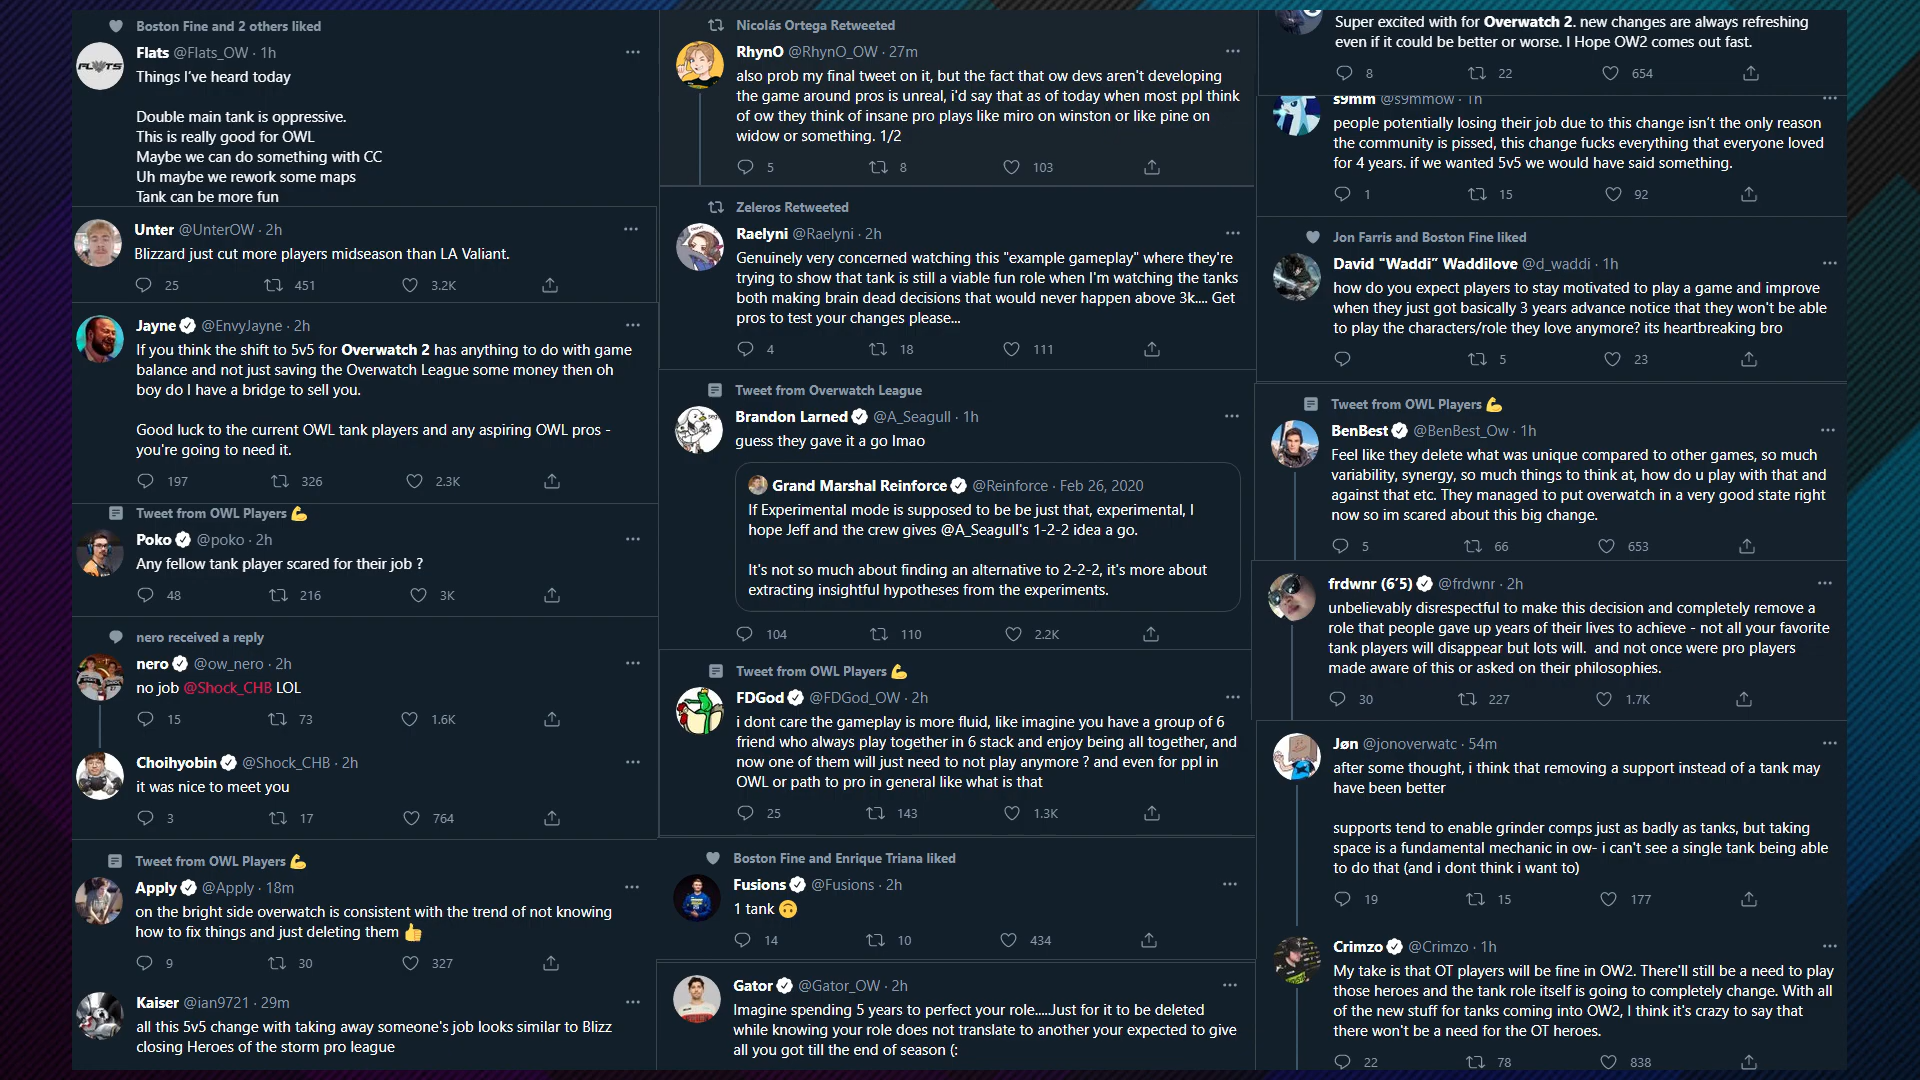 Boston Fine and 2 others liked
Flats @Flats_OW · 1h
FLATS
Things I've heard today
Double main tank is oppressive.
This is really good for OWL
Maybe we can do something with CC
Uh maybe we rework some maps
Tank can be more fun
Unter @UnterOW · 2h
Blizzard just cut more players midseason than LA Valiant.
25 451 3.2K
Jayne @EnvyJayne · 2h
If you think the shift to 5v5 for Overwatch 2 has anything to do with game
balance and not just saving the Overwatch League some money then oh
boy do I have a bridge to sell you.
Good luck to the current OWL tank players and any aspiring OWL pros -
you're going to need it.
197 326 2.3K
Tweet from OWL Players 💪
Poko @poko · 2h
Any fellow tank player scared for their job ?
48 216 3K
nero received a reply
nero @ow_nero · 2h
no job @Shock_CHB LOL
15 73 1.6K
Choihyobin @Shock_CHB · 2h
it was nice to meet you
3 17 764
Tweet from OWL Players 💪
Apply @Apply · 18m
on the bright side overwatch is consistent with the trend of not knowing
how to fix things and just deleting them 👍
9 30 327
Kaiser @ian9721 · 29m
all this 5v5 change with taking away someone's job looks similar to Blizz
closing Heroes of the storm pro league
Nicolás Ortega Retweeted
RhynO @RhynO_OW · 27m
also prob my final tweet on it, but the fact that ow devs aren't developing
the game around pros is unreal, i'd say that as of today when most ppl think
of ow they think of insane pro plays like miro on winston or like pine on
widow or something. 1/2
5 8 103
Zeleros Retweeted
Raelyni @Raelyni · 2h
Genuinely very concerned watching this "example gameplay" where they're
trying to show that tank is still a viable fun role when I'm watching the tanks
both making brain dead decisions that would never happen above 3k.... Get
pros to test your changes please...
4 18 111
Tweet from Overwatch League
Brandon Larned @A_Seagull · 1h
guess they gave it a go lmao
Grand Marshal Reinforce @Reinforce · Feb 26, 2020
If Experimental mode is supposed to be be just that, experimental, I
hope Jeff and the crew gives @A_Seagull's 1-2-2 idea a go.
It's not so much about finding an alternative to 2-2-2, it's more about
extracting insightful hypotheses from the experiments.
104 110 2.2K
Tweet from OWL Players 💪
FDGod @FDGod_OW · 2h
i dont care the gameplay is more fluid, like imagine you have a group of 6
friend who always play together in 6 stack and enjoy being all together, and
now one of them will just need to not play anymore ? and even for ppl in
OWL or path to pro in general like what is that
25 143 1.3K
Boston Fine and Enrique Triana liked
Fusions @Fusions · 2h
1 tank 🙃
14 10 434
Gator @Gator_OW · 2h
Imagine spending 5 years to perfect your role.....Just for it to be deleted
while knowing your role does not translate to another your expected to give
all you got till the end of season (:
Super excited with for Overwatch 2. new changes are always refreshing
even if it could be better or worse. I Hope OW2 comes out fast.
8 22 654
s9mm @s9mmow · 1h
people potentially losing their job due to this change isn't the only reason
the community is pissed, this change fucks everything that everyone loved
for 4 years. if we wanted 5v5 we would have said something.
1 15 92
Jon Farris and Boston Fine liked
David "Waddi" Waddilove @d_waddi · 1h
how do you expect players to stay motivated to play a game and improve
when they just got basically 3 years advance notice that they won't be able
to play the characters/role they love anymore? its heartbreaking bro
5 23
Tweet from OWL Players 💪
BenBest @BenBest_Ow · 1h
Feel like they delete what was unique compared to other games, so much
variability, synergy, so much things to think at, how do u play with that and
against that etc. They managed to put overwatch in a very good state right
now so im scared about this big change.
5 66 653
frdwnr (6'5) @frdwnr · 2h
unbelievably disrespectful to make this decision and completely remove a
role that people gave up years of their lives to achieve - not all your favorite
tank players will disappear but lots will. and not once were pro players
made aware of this or asked on their philosophies.
30 227 1.7K
Jøn @jonoverwatc · 54m
after some thought, i think that removing a support instead of a tank may
have been better
supports tend to enable grinder comps just as badly as tanks, but taking
space is a fundamental mechanic in ow- i can't see a single tank being able
to do that (and i dont think i want to)
19 15 177
Crimzo @Crimzo · 1h
My take is that OT players will be fine in OW2. There'll still be a need to play
those heroes and the tank role itself is going to completely change. With all
of the new stuff for tanks coming into OW2, I think it's crazy to say that
there won't be a need for the OT heroes.
22 78 838